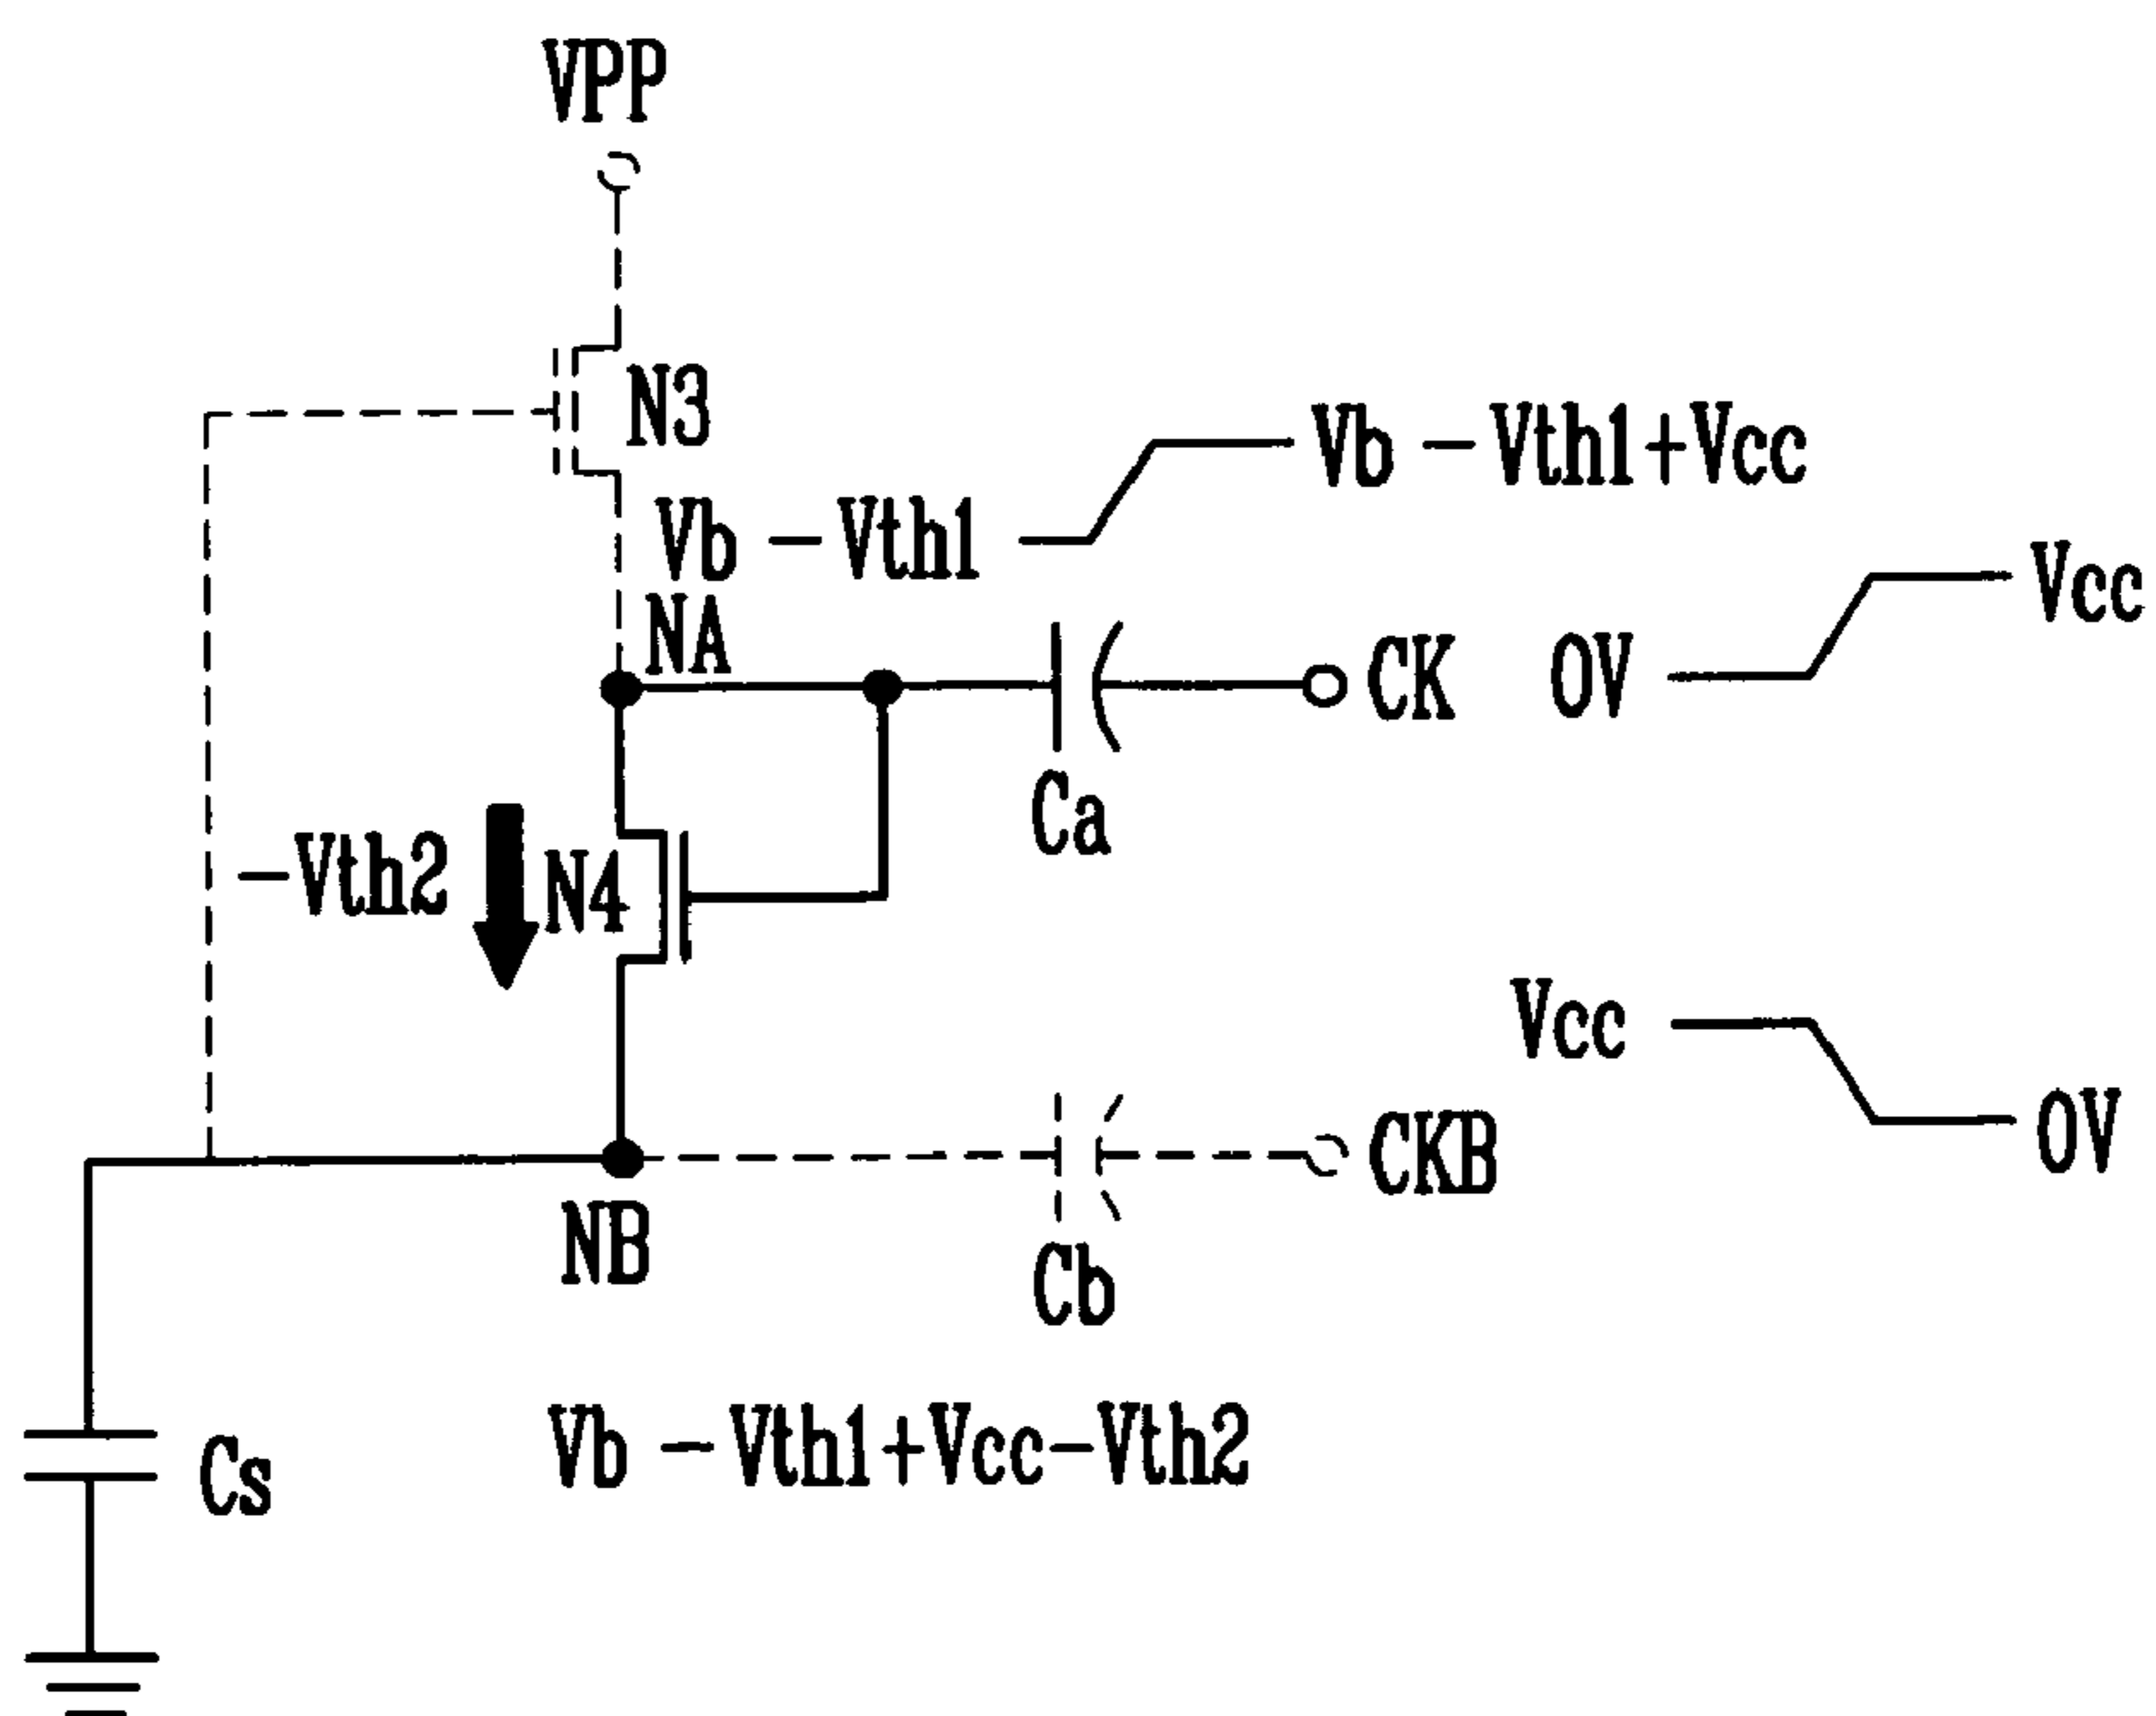 VPP
N3
Vb -Vth1+Vcc
Vb -Vth1
Vcc
NA
CK
0V
Ca
-Vth2
N4
Vcc
0V
CKB
NB
Cb
Vb -Vth1+Vcc-Vth2
Cs